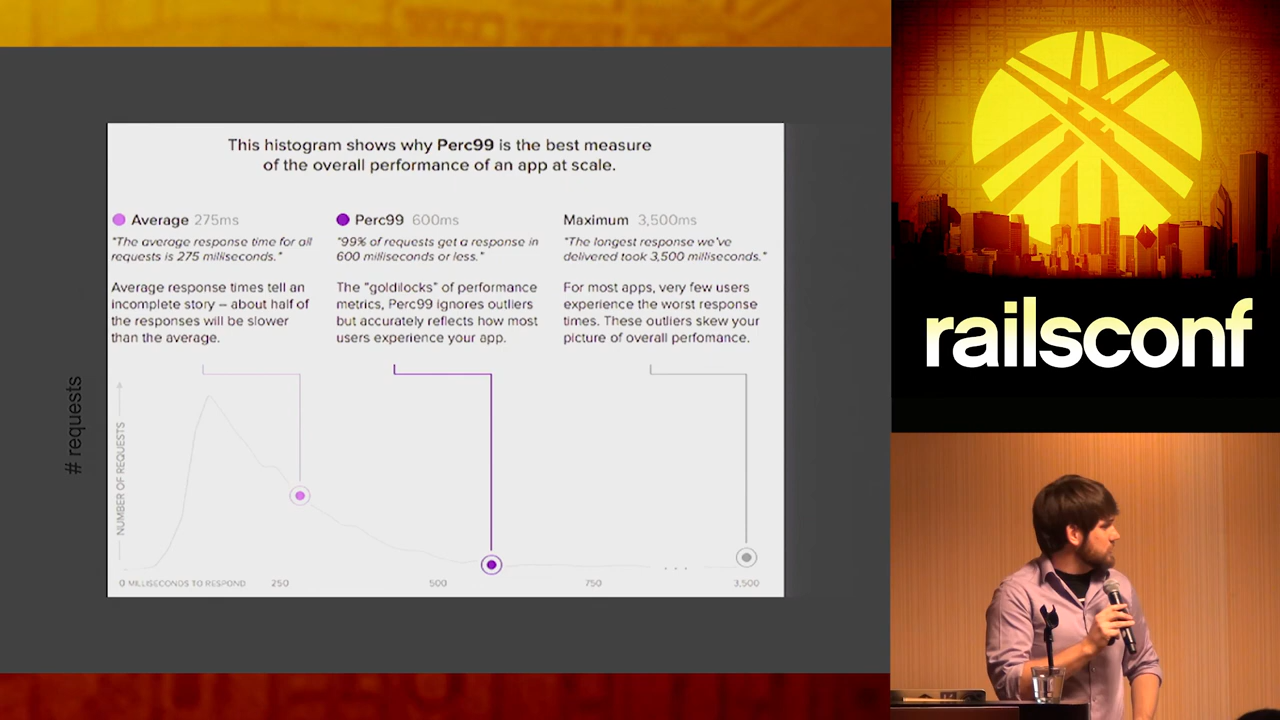 This histogram shows why Perc99 is the best measure
of the overall performance of an app at scale.
Average 275ms
"The average response time for all
requests is 275 milliseconds."
Average response times tell an
incomplete story – about half of
the responses will be slower
than the average.
Perc99 600ms
"99% of requests get a response in
600 milliseconds or less."
The "goldilocks" of performance
metrics, Perc99 ignores outliers
but accurately reflects how most
users experience your app.
Maximum 3,500ms
"The longest response we've
delivered took 3,500 milliseconds."
For most apps, very few users
experience the worst response
times. These outliers skew your
picture of overall perfomance.
# requests
NUMBER OF REQUESTS
0 MILLISECONDS TO RESPOND 250 500 750 ... 3,500
railsconf